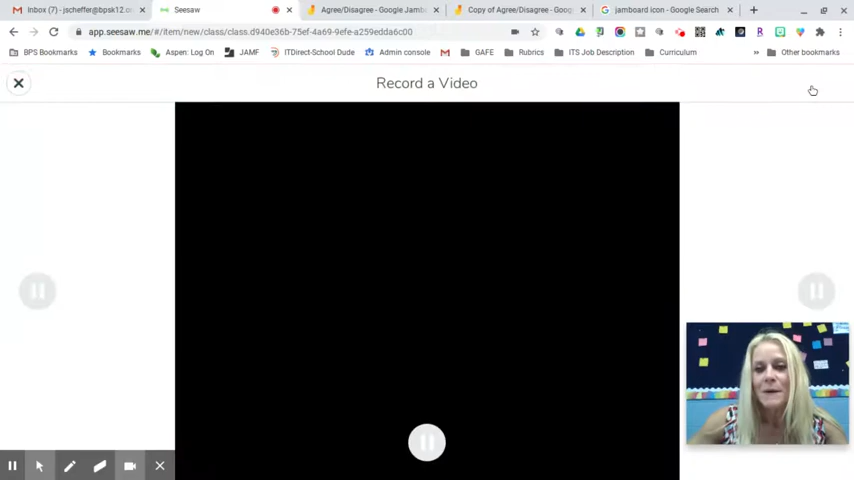 Inbox (7) - jscheffer@bpsk12.o
Seesaw
Agree/Disagree - Google Jamb
Copy of Agree/Disagree - Goog
jamboard icon - Google Search
app.seesaw.me/#/item/new/class/class.d940e36b-75ef-4a69-9efe-a259edda6c00
BPS Bookmarks
Bookmarks
Aspen: Log On
JAMF
ITDirect-School Dude
Admin console
GAFE
Rubrics
ITS Job Description
Curriculum
»
Other bookmarks
Record a Video